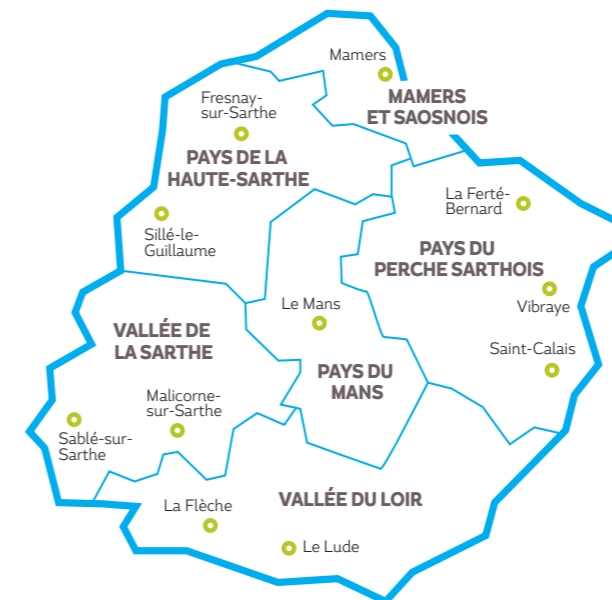 Mamers
MAMERS
ET SAOSNOIS
Fresnay-
sur-Sarthe
PAYS DE LA
HAUTE-SARTHE
La Ferté-
Bernard
Sillé-le-
Guillaume
PAYS DU
PERCHE SARTHOIS
Le Mans
Vibraye
VALLÉE DE
LA SARTHE
Saint-Calais
PAYS DU
MANS
Malicorne-
sur-Sarthe
Sablé-sur-
Sarthe
La Flèche
VALLÉE DU LOIR
Le Lude